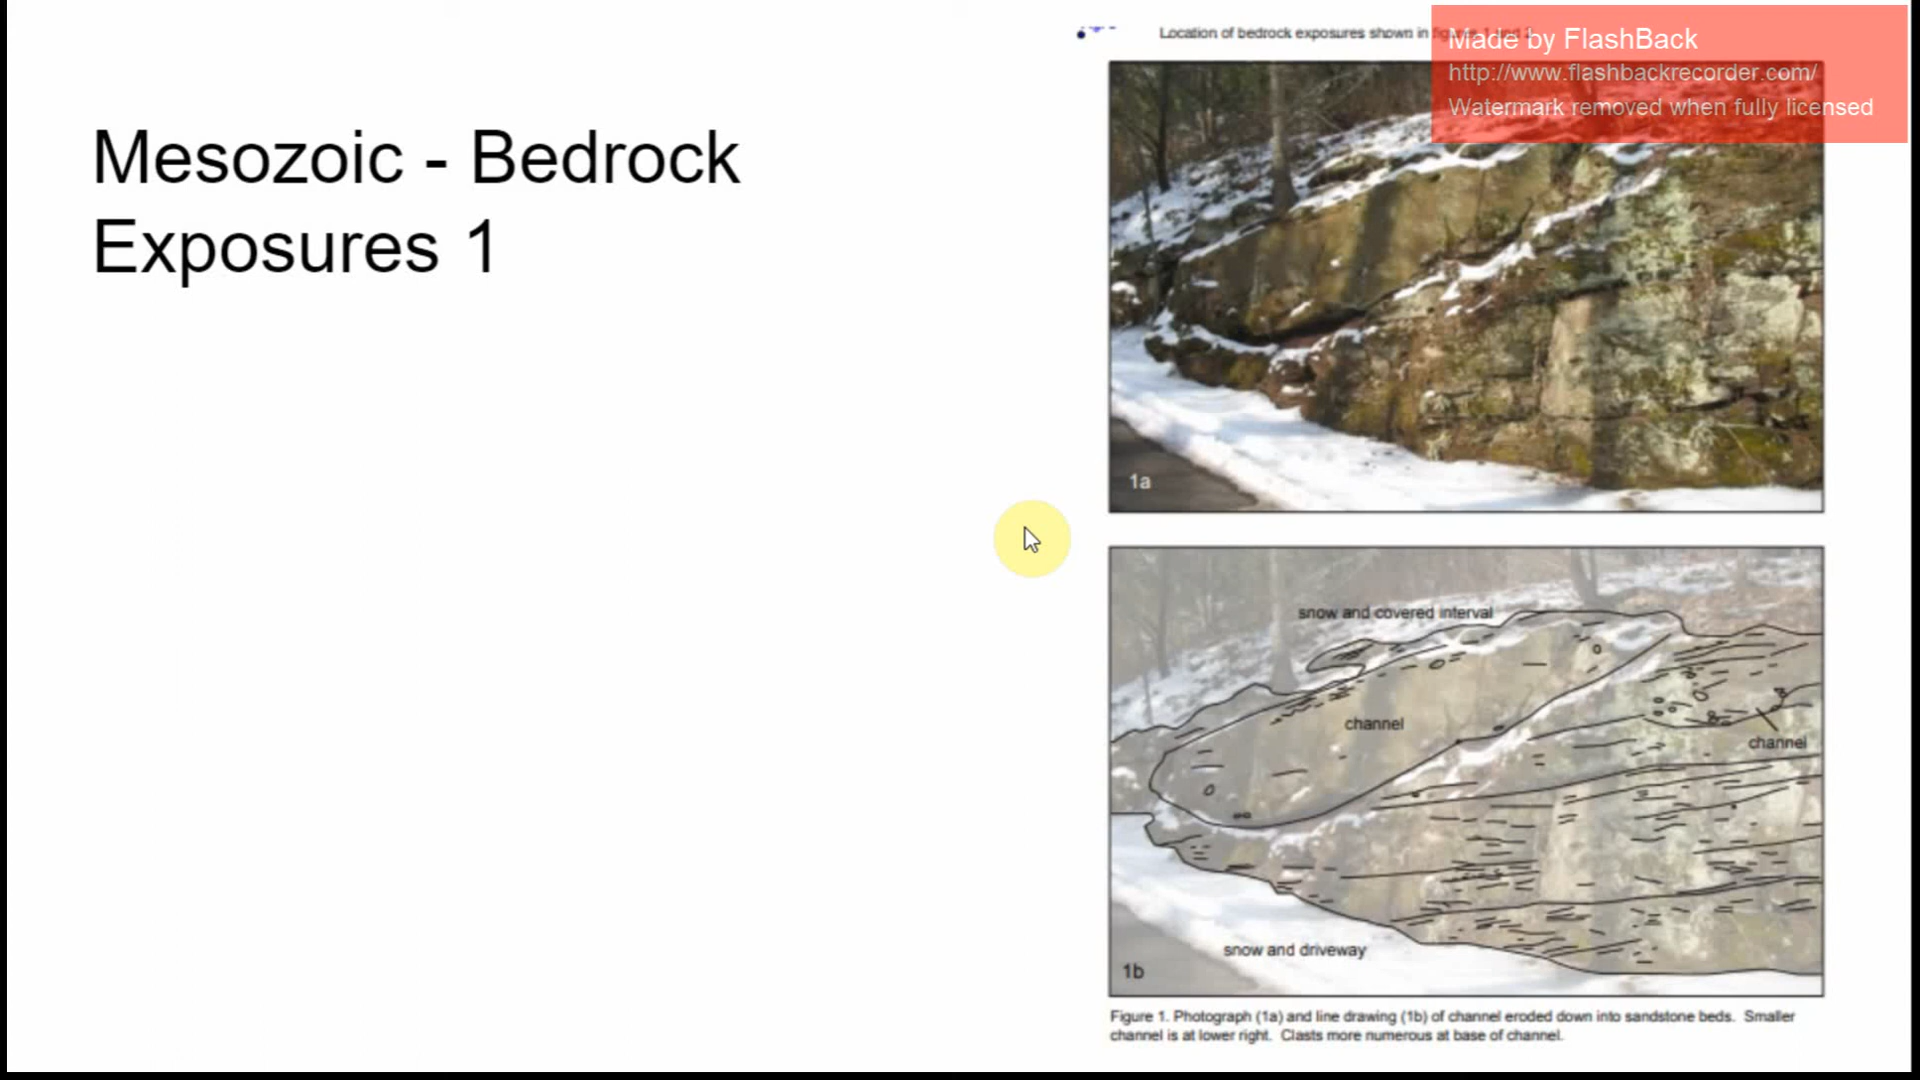 Mesozoic - Bedrock
Exposures 1
Location of bedrock exposures shown in figures 1 and 2
Made by FlashBack
http://www.flashbackrecorder.com/
Watermark removed when fully licensed
1a
snow and covered interval
channel
channel
snow and driveway
1b
Figure 1. Photograph (1a) and line drawing (1b) of channel eroded down into sandstone beds. Smaller
channel is at lower right. Clasts more numerous at base of channel.